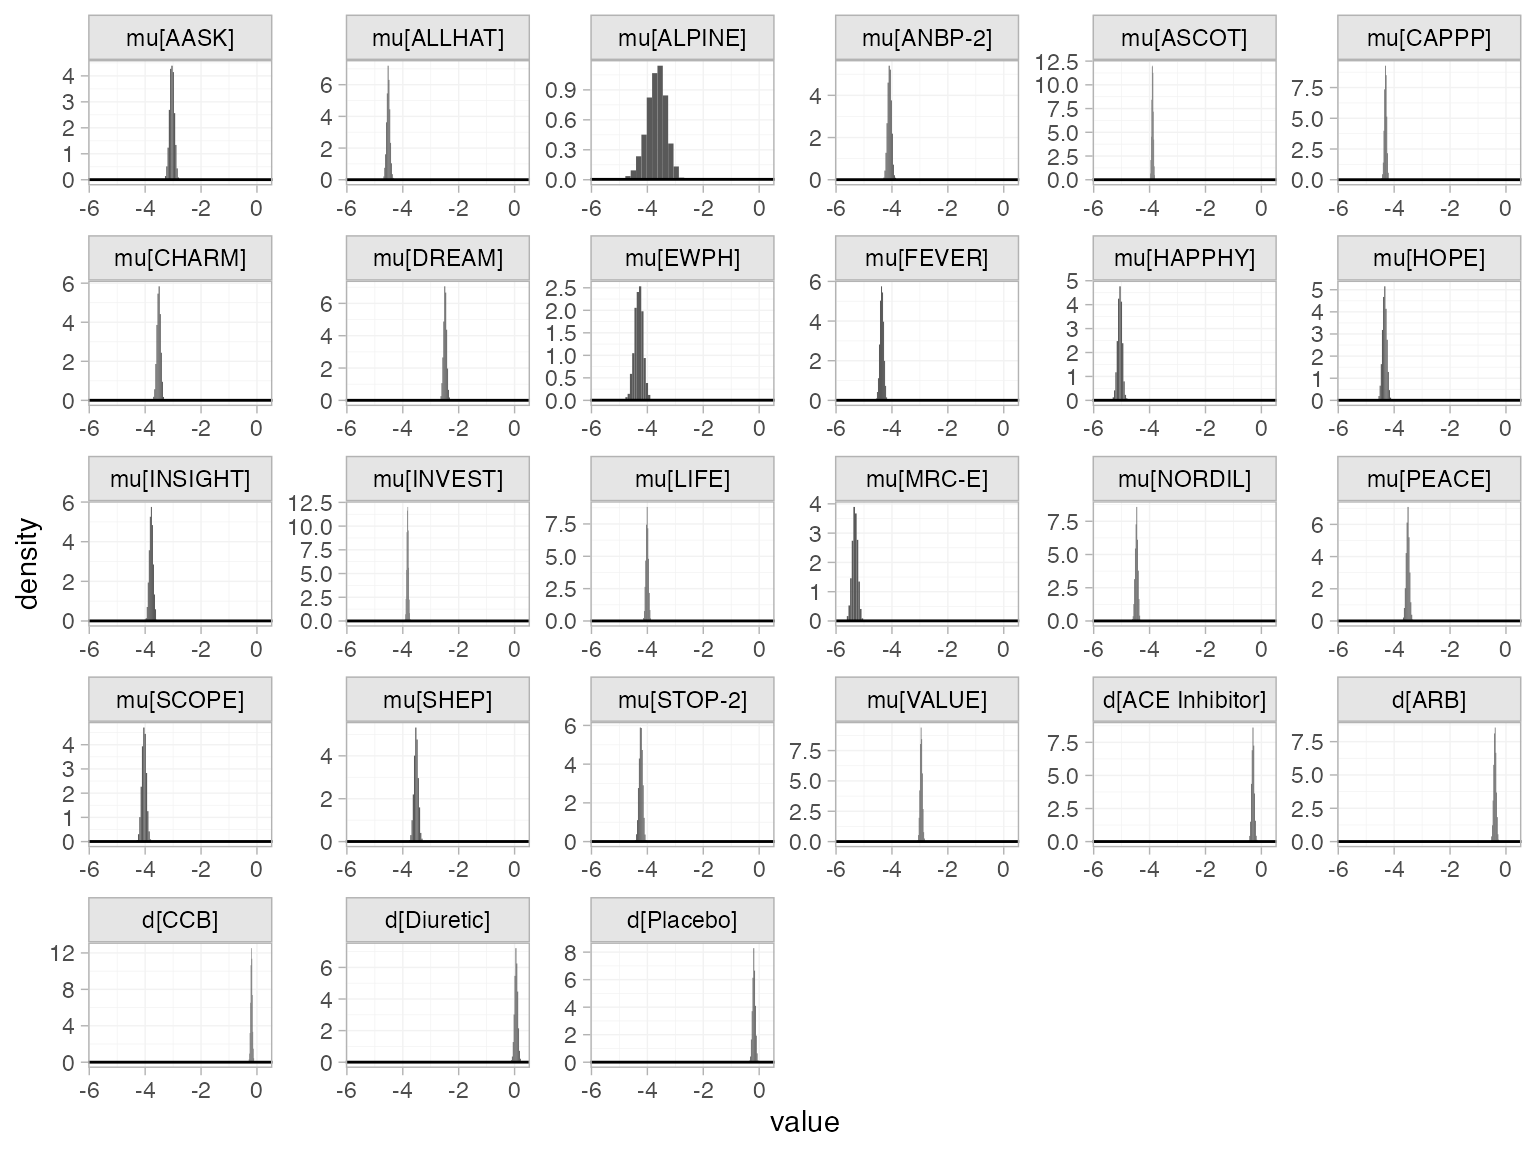 mu[AASK] mu[ALLHAT] mu[ALPINE] mu[ANBP-2] mu[ASCOT] mu[CAPPP]
4 3 2 1 0
6 4 2 0
0.9 0.6 0.3 0.0
4 2 0
12.5 10.0 7.5 5.0 2.5 0.0
7.5 5.0 2.5 0.0
-6 -4 -2 0 -6 -4 -2 0 -6 -4 -2 0 -6 -4 -2 0 -6 -4 -2 0 -6 -4 -2 0
mu[CHARM] mu[DREAM] mu[EWPH] mu[FEVER] mu[HAPPHY] mu[HOPE]
6 4 2 0
6 4 2 0
2.5 2.0 1.5 1.0 0.5 0.0
6 4 2 0
5 4 3 2 1 0
5 4 3 2 1 0
-6 -4 -2 0 -6 -4 -2 0 -6 -4 -2 0 -6 -4 -2 0 -6 -4 -2 0 -6 -4 -2 0
mu[INSIGHT] mu[INVEST] mu[LIFE] mu[MRC-E] mu[NORDIL] mu[PEACE]
6 4 2 0
12.5 10.0 7.5 5.0 2.5 0.0
7.5 5.0 2.5 0.0
4 3 2 1 0
7.5 5.0 2.5 0.0
6 4 2 0
-6 -4 -2 0 -6 -4 -2 0 -6 -4 -2 0 -6 -4 -2 0 -6 -4 -2 0 -6 -4 -2 0
mu[SCOPE] mu[SHEP] mu[STOP-2] mu[VALUE] d[ACE Inhibitor] d[ARB]
4 3 2 1 0
4 2 0
6 4 2 0
7.5 5.0 2.5 0.0
7.5 5.0 2.5 0.0
7.5 5.0 2.5 0.0
-6 -4 -2 0 -6 -4 -2 0 -6 -4 -2 0 -6 -4 -2 0 -6 -4 -2 0 -6 -4 -2 0
d[CCB] d[Diuretic] d[Placebo]
12 8 4 0
6 4 2 0
8 6 4 2 0
-6 -4 -2 0 -6 -4 -2 0 -6 -4 -2 0
density
value